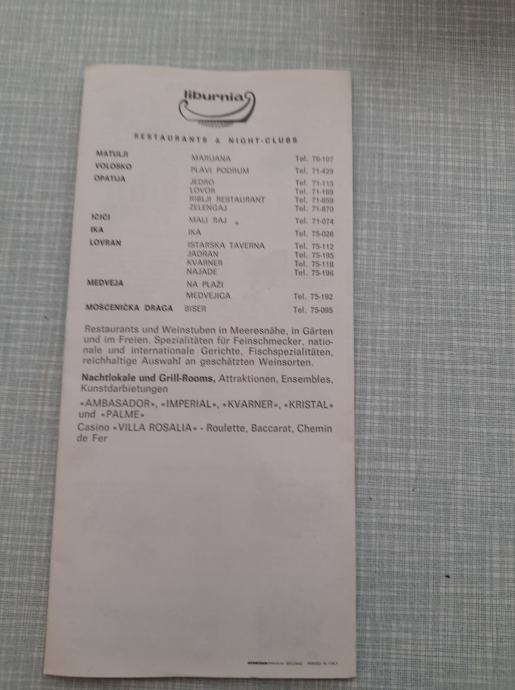 liburnia
RESTAURANTS & NIGHT-CLUBS
MATULJI MARIJANA Tel. 76-107
VOLOSKO PLAVI PODRUM Tel. 71-429
OPATIJA JEDRO Tel. 71-115
LOVOR Tel. 71-169
RIBLJI RESTAURANT Tel. 71-859
ZELENGAJ Tel. 71-870
IČIĆI MALI RAJ Tel. 71-074
IKA IKA Tel. 75-026
LOVRAN ISTARSKA TAVERNA Tel. 75-112
JADRAN Tel. 75-195
KVARNER Tel. 75-118
NAJADE Tel. 75-196
MEDVEJA NA PLAŽI
MEDVEJICA Tel. 75-192
MOŠĆENIČKA DRAGA BISER Tel. 75-095
Restaurants und Weinstuben in Meeresnähe, in Gärten
und im Freien. Spezialitäten für Feinschmecker, natio-
nale und internationale Gerichte, Fischspezialitäten,
reichhaltige Auswahl an geschätzten Weinsorten.
Nachtlokale und Grill-Rooms, Attraktionen, Ensembles,
Kunstdarbietungen
«AMBASADOR», «IMPERIAL», «KVARNER», «KRISTAL»
und «PALME»
Casino «VILLA ROSALIA» - Roulette, Baccarat, Chemin
de Fer
PRINTED IN ITALY